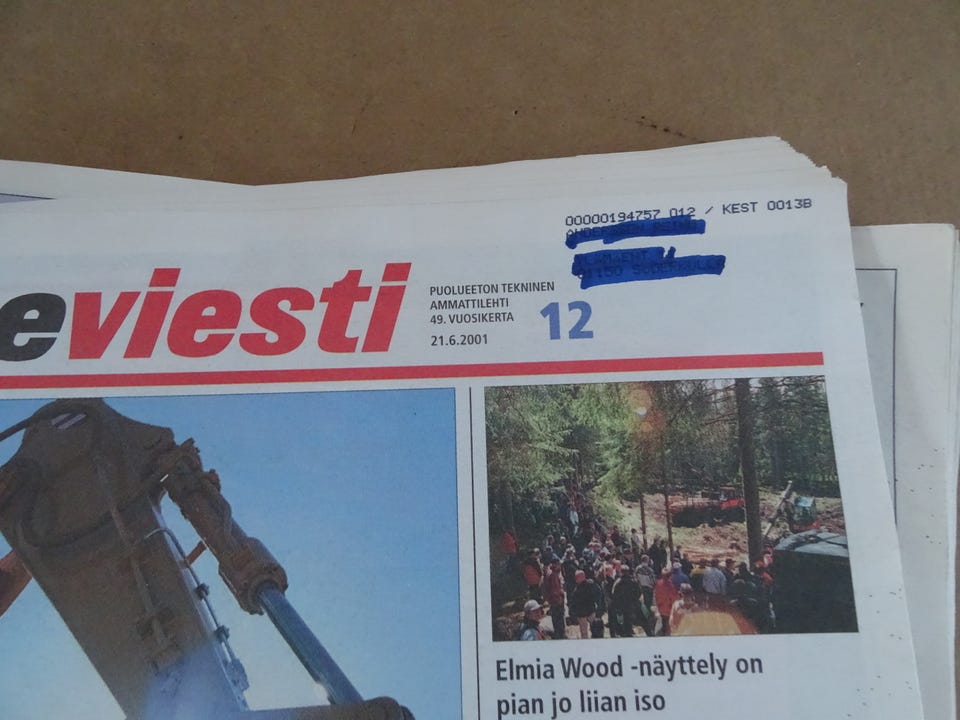 00000194757 012 / KEST 0013B
eviesti
PUOLUEETON TEKNINEN
AMMATTILEHTI
49. VUOSIKERTA
21.6.2001
12
Elmia Wood -näyttely on
pian jo liian iso